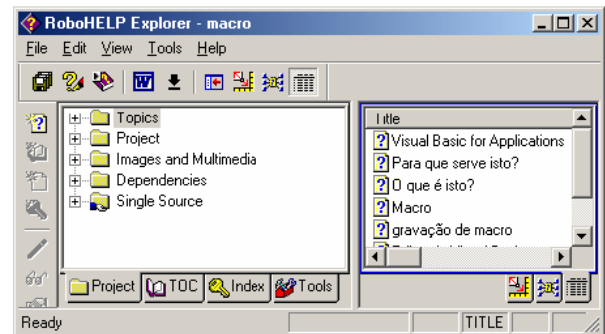 RoboHELP Explorer - macro
File Edit View Tools Help
Topics
Project
Images and Multimedia
Dependencies
Single Source
Title
Visual Basic for Applications
Para que serve isto?
O que é isto?
Macro
gravação de macro
Project TOC Index Tools
Ready
TITLE